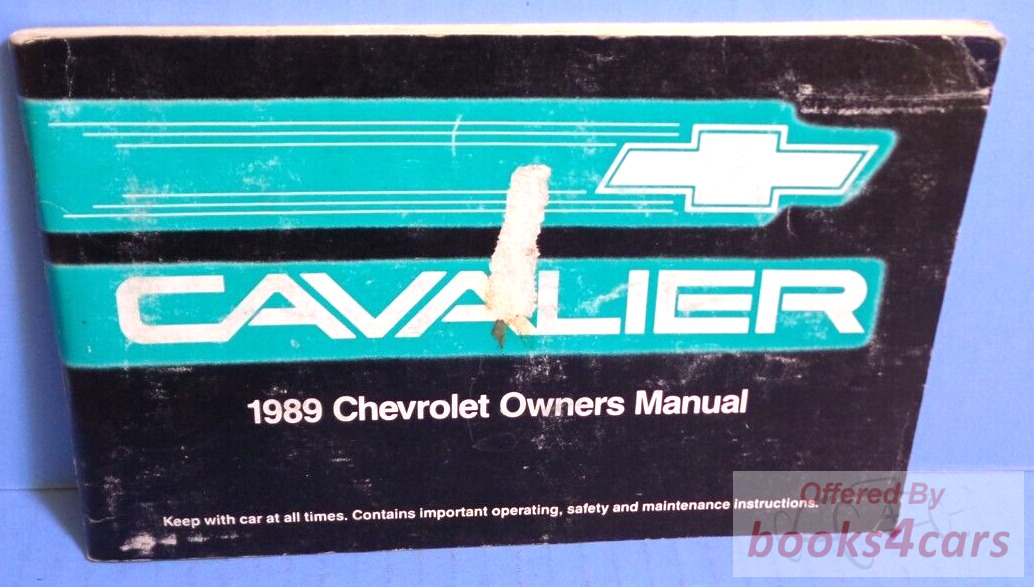 CAVALIER
1989 Chevrolet Owners Manual
Keep with car at all times. Contains important operating, safety and maintenance instructions.
Offered By
books4cars